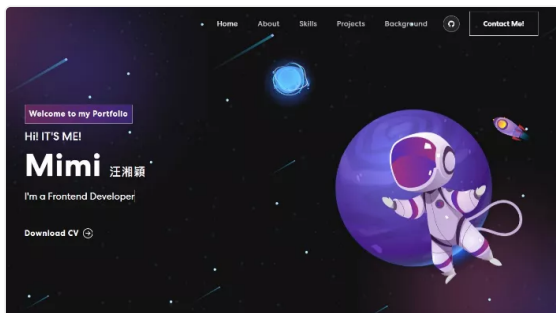 Home About Skills Projects Background Contact Me!
Welcome to my Portfolio
Hi! IT'S ME!
Mimi 汪湘穎
I'm a Frontend Developer
Download CV